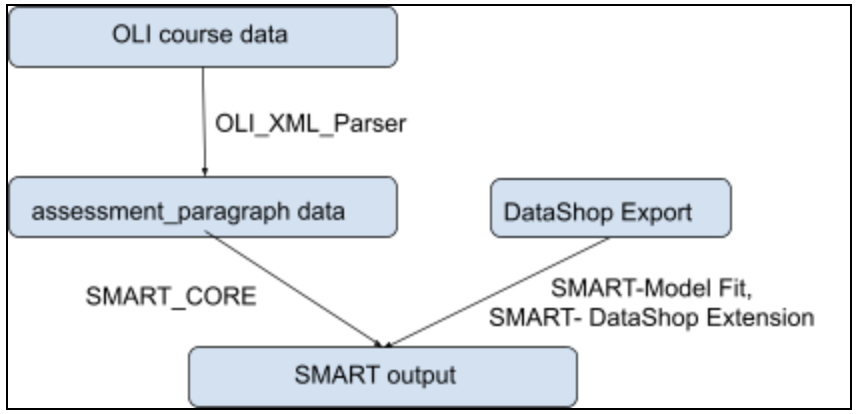 OLI course data
OLI_XML_Parser
assessment_paragraph data
DataShop Export
SMART_CORE
SMART-Model Fit,
SMART- DataShop Extension
SMART output